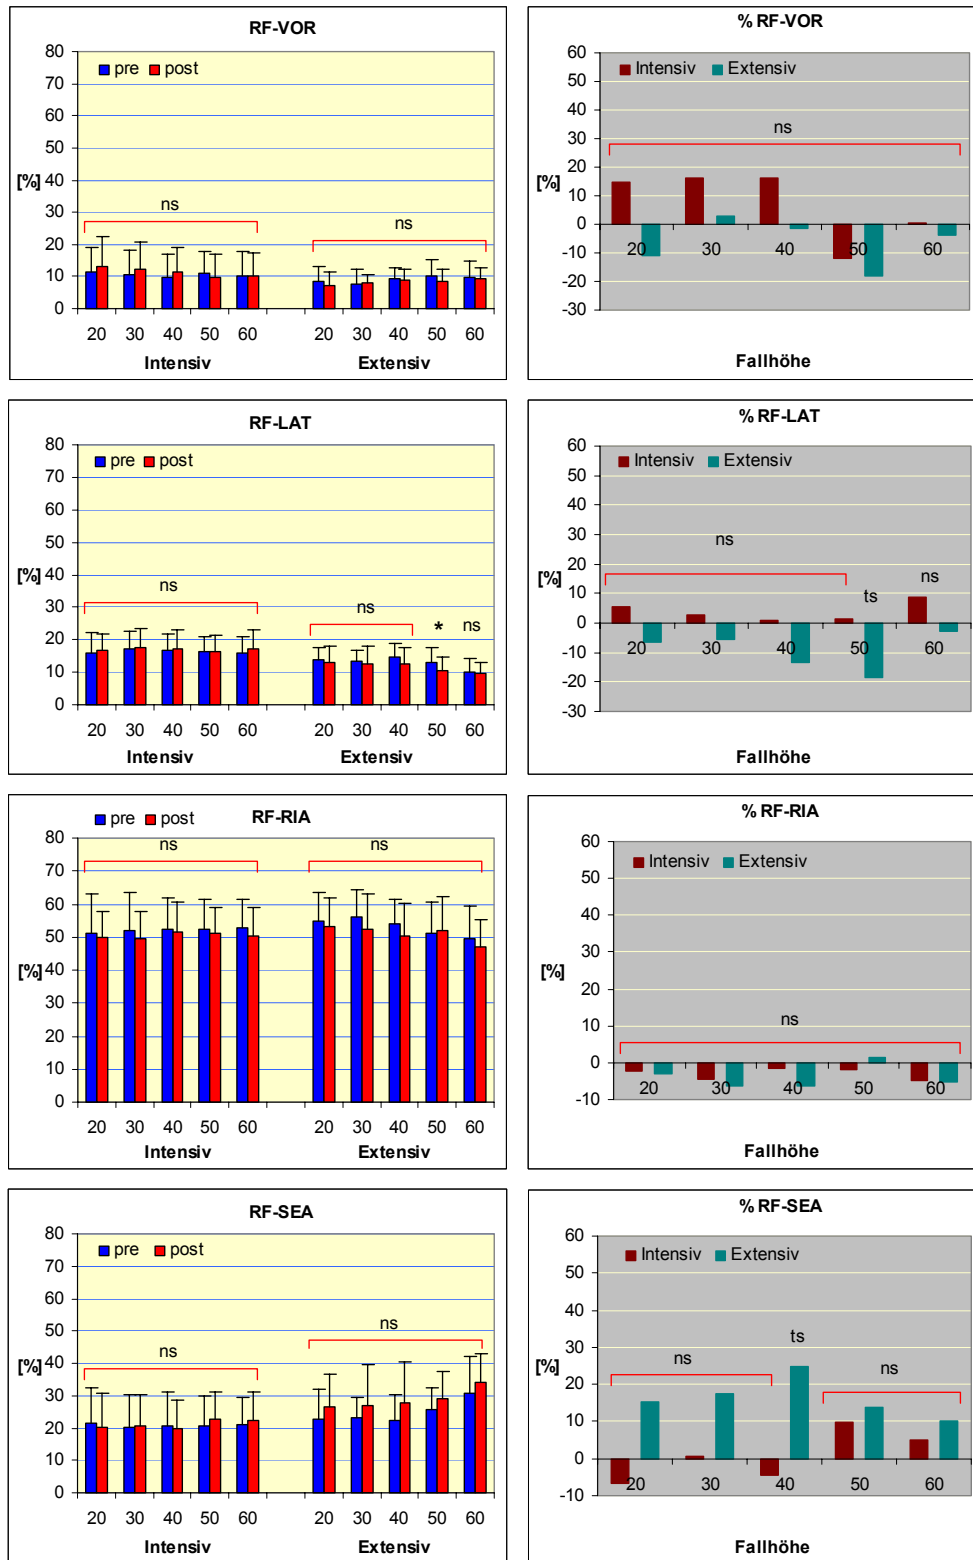 RF-VOR
80
pre post
70
60
50
40
[%]
30
ns
ns
20
10
0
20 30 40 50 60 20 30 40 50 60
Intensiv Extensiv
% RF-VOR
60
Intensiv Extensiv
50
40
ns
30
20
[%]
10
0
20 30 40 50 60
-10
-20
-30
Fallhöhe
RF-LAT
80
pre post
70
60
50
40
[%]
ns
30
ns * ns
20
10
0
20 30 40 50 60 20 30 40 50 60
Intensiv Extensiv
% RF-LAT
60
Intensiv Extensiv
50
40
30
ns
20
[%]
ns
10
ts
0
20 30 40 50 60
-10
-20
-30
Fallhöhe
pre post RF-RIA
80
ns ns
70
60
50
[%]
40
30
20
10
0
20 30 40 50 60 20 30 40 50 60
Intensiv Extensiv
% RF-RIA
60
Intensiv Extensiv
50
40
30
[%]
20
10
ns
0
20 30 40 50 60
-10
Fallhöhe
RF-SEA
80
pre post
70
60
50
ns
40
[%]
ns
30
20
10
0
20 30 40 50 60 20 30 40 50 60
Intensiv Extensiv
% RF-SEA
60
Intensiv Extensiv
50
40
30
ts
[%]
ns ns
20
10
0
20 30 40 50 60
-10
Fallhöhe